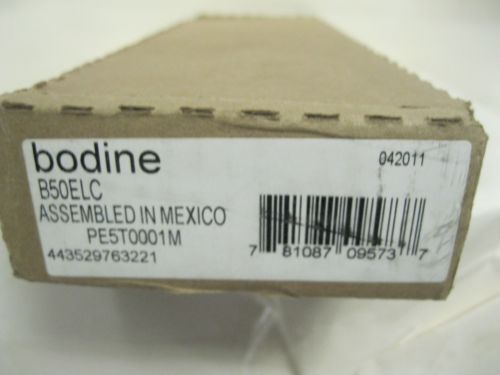 bodine
042011
B50ELC
ASSEMBLED IN MEXICO
PE5T0001M
443529763221
7 81087 09573 7